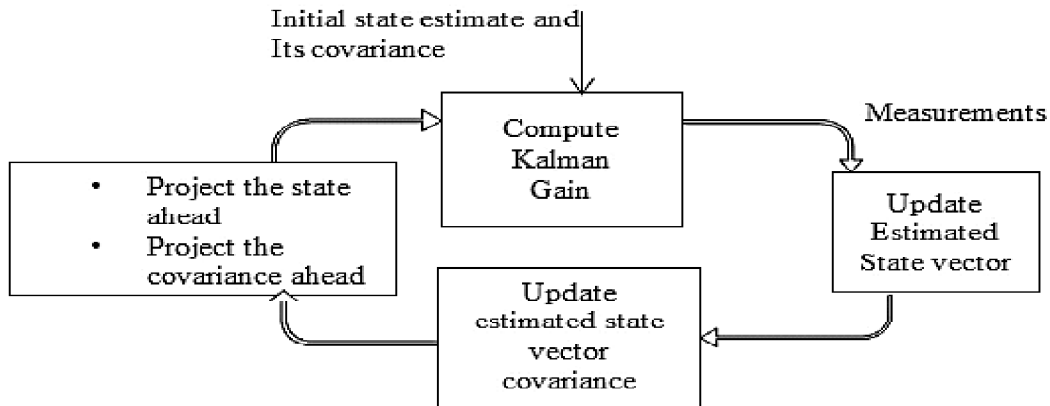 Initial state estimate and
Its covariance
Compute
Kalman
Gain
Measurements
• Project the state
ahead
• Project the
covariance ahead
Update
Estimated
State vector
Update
estimated state
vector
covariance